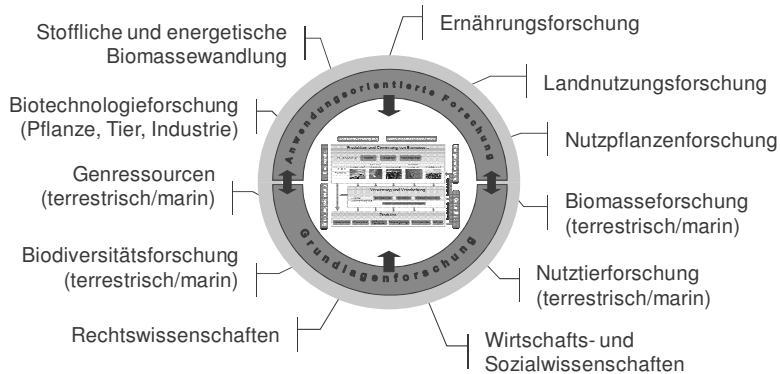 Stoffliche und energetische
Biomassewandlung
Ernährungsforschung
Landnutzungsforschung
Biotechnologieforschung
(Pflanze, Tier, Industrie)
Nutzpflanzenforschung
Genressourcen
(terrestrisch/marin)
Biomasseforschung
(terrestrisch/marin)
Biodiversitätsforschung
(terrestrisch/marin)
Nutztierforschung
(terrestrisch/marin)
Rechtswissenschaften
Wirtschafts- und
Sozialwissenschaften
Anwendungsorientierte Forschung
Grundlagenforschung
Produkte